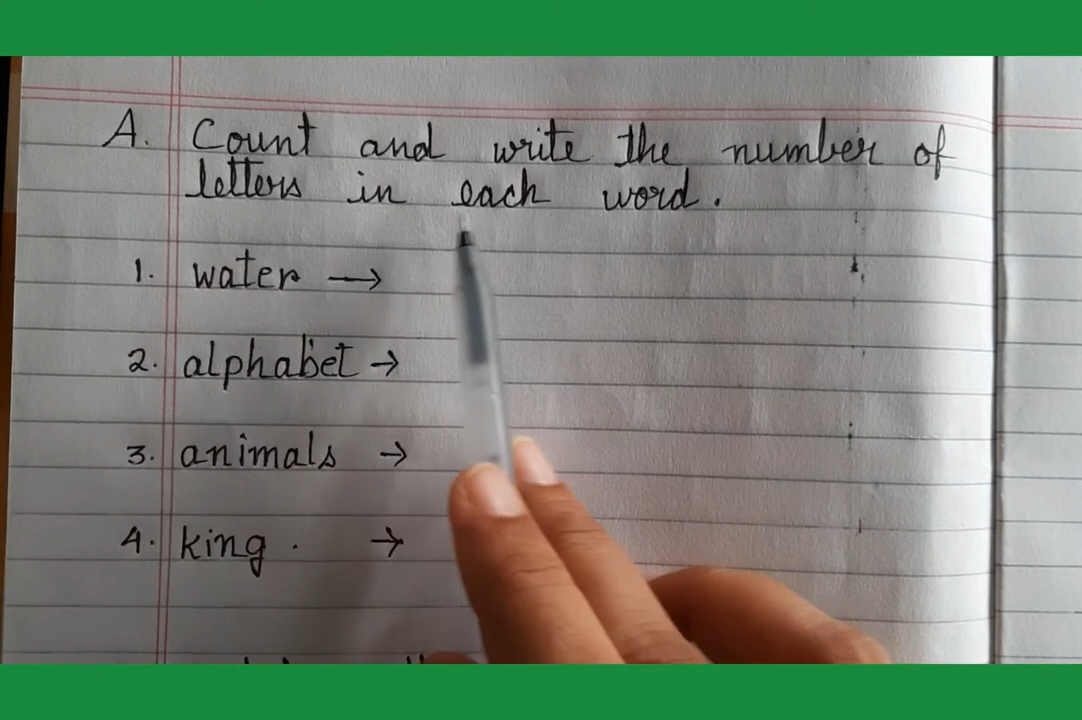 A. Count and write the number of
letters in each word.
1. water →
2. alphabet →
3. animals →
4. king. →